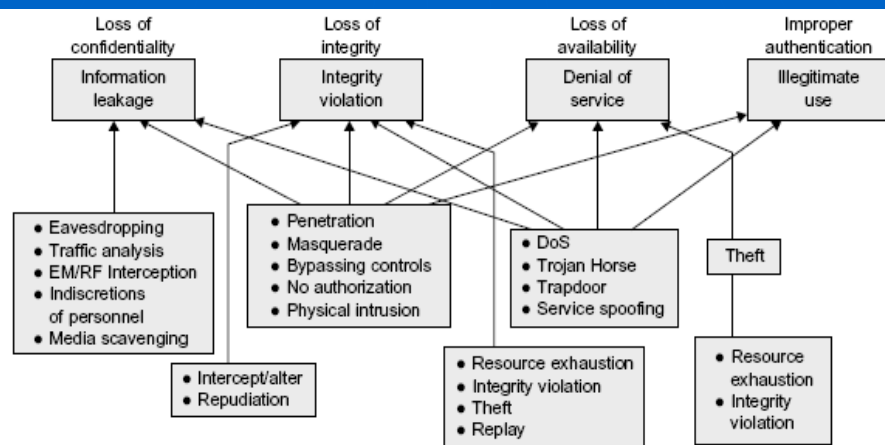 Loss of
confidentiality
Loss of
integrity
Loss of
availability
Improper
authentication
Information
leakage
Integrity
violation
Denial of
service
Illegitimate
use
● Eavesdropping
● Traffic analysis
● EM/RF Interception
● Indiscretions
of personnel
● Media scavenging
● Penetration
● Masquerade
● Bypassing controls
● No authorization
● Physical intrusion
● DoS
● Trojan Horse
● Trapdoor
● Service spoofing
Theft
● Intercept/alter
● Repudiation
● Resource exhaustion
● Integrity violation
● Theft
● Replay
● Resource
exhaustion
● Integrity
violation